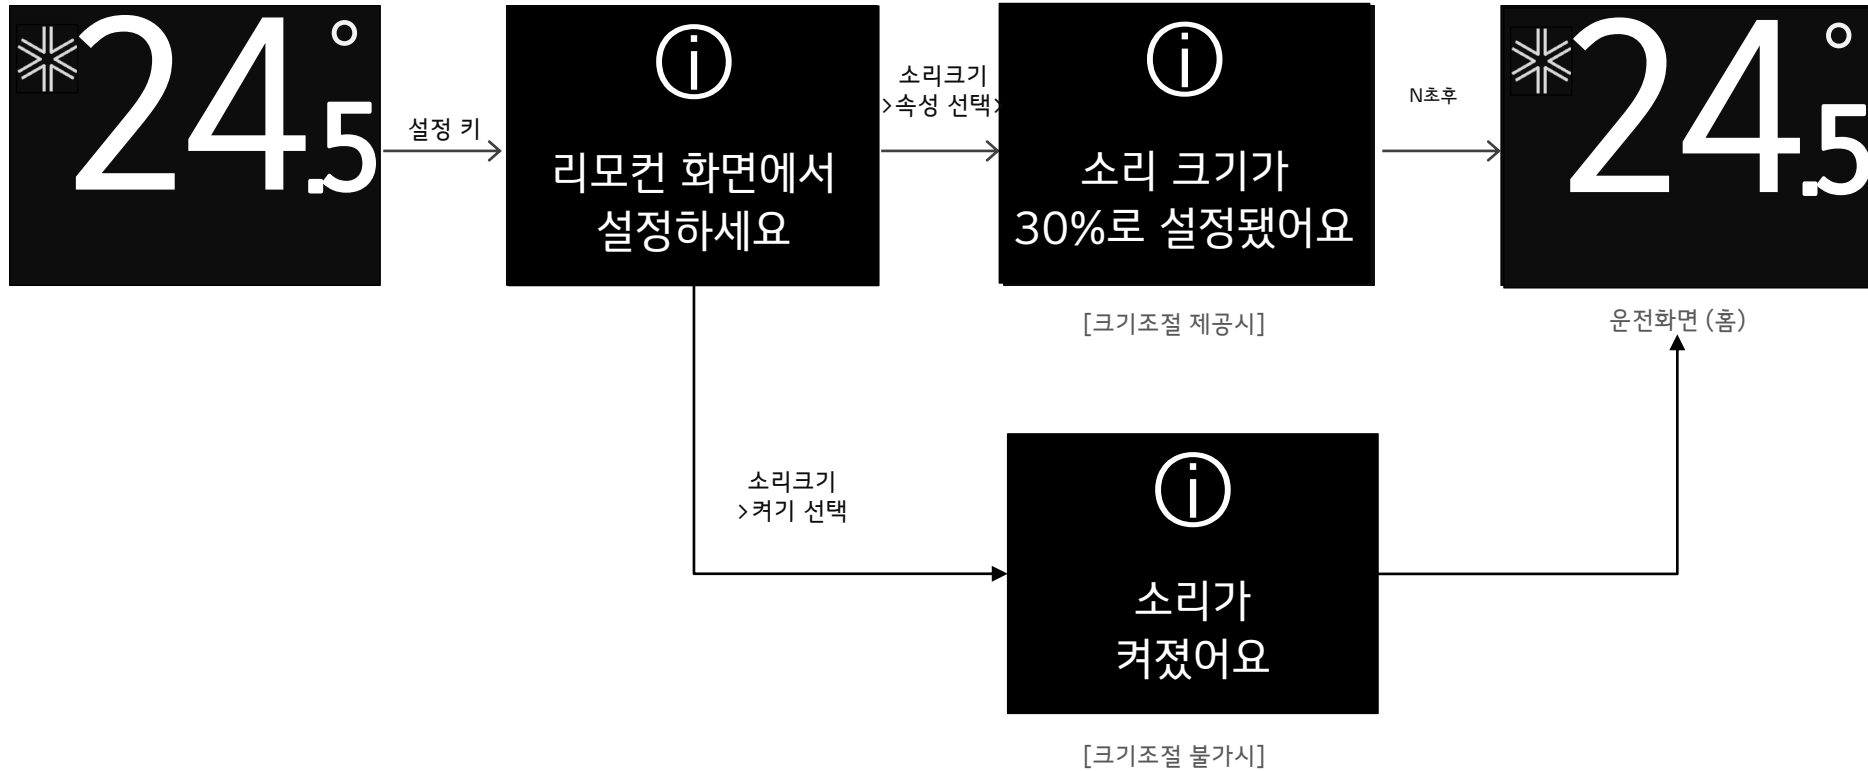 24.5°
설정 키
ⓘ
리모컨 화면에서
설정하세요
소리크기
>속성 선택>
ⓘ
소리 크기가
30%로 설정됐어요
[크기조절 제공시]
N초후
24.5°
운전화면 (홈)
소리크기
>켜기 선택
ⓘ
소리가
켜졌어요
[크기조절 불가시]